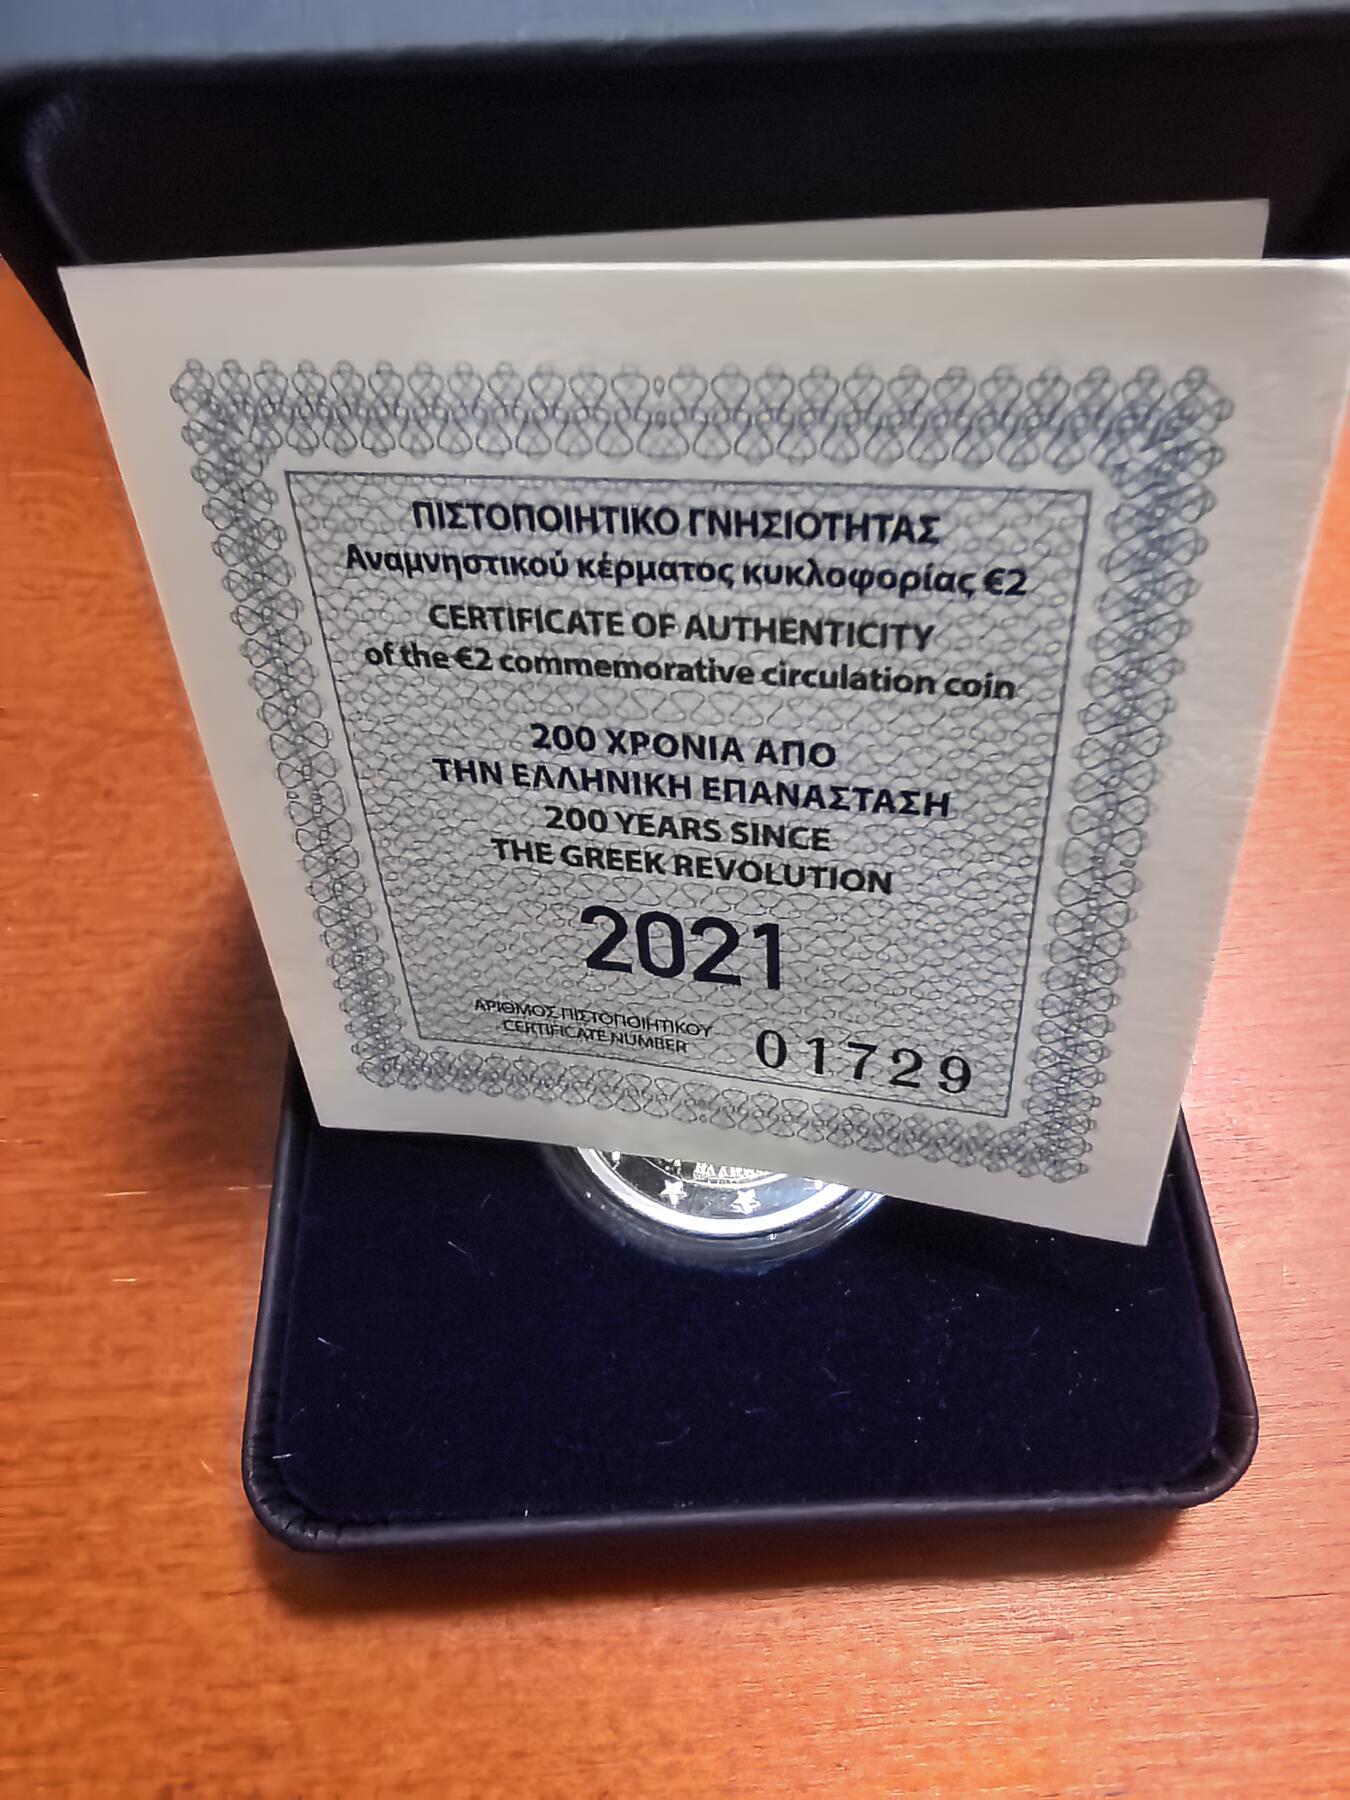 ΠΙΣΤΟΠΟΙΗΤΙΚΟ ΓΝΗΣΙΟΤΗΤΑΣ
Αναμνηστικού κέρματος κυκλοφορίας €2
CERTIFICATE OF AUTHENTICITY
of the €2 commemorative circulation coin
200 ΧΡΟΝΙΑ ΑΠΟ
ΤΗΝ ΕΛΛΗΝΙΚΗ ΕΠΑΝΑΣΤΑΣΗ
200 YEARS SINCE
THE GREEK REVOLUTION
2021
ΑΡΙΘΜΟΣ ΠΙΣΤΟΠΟΙΗΤΙΚΟΥ
CERTIFICATE NUMBER
01729